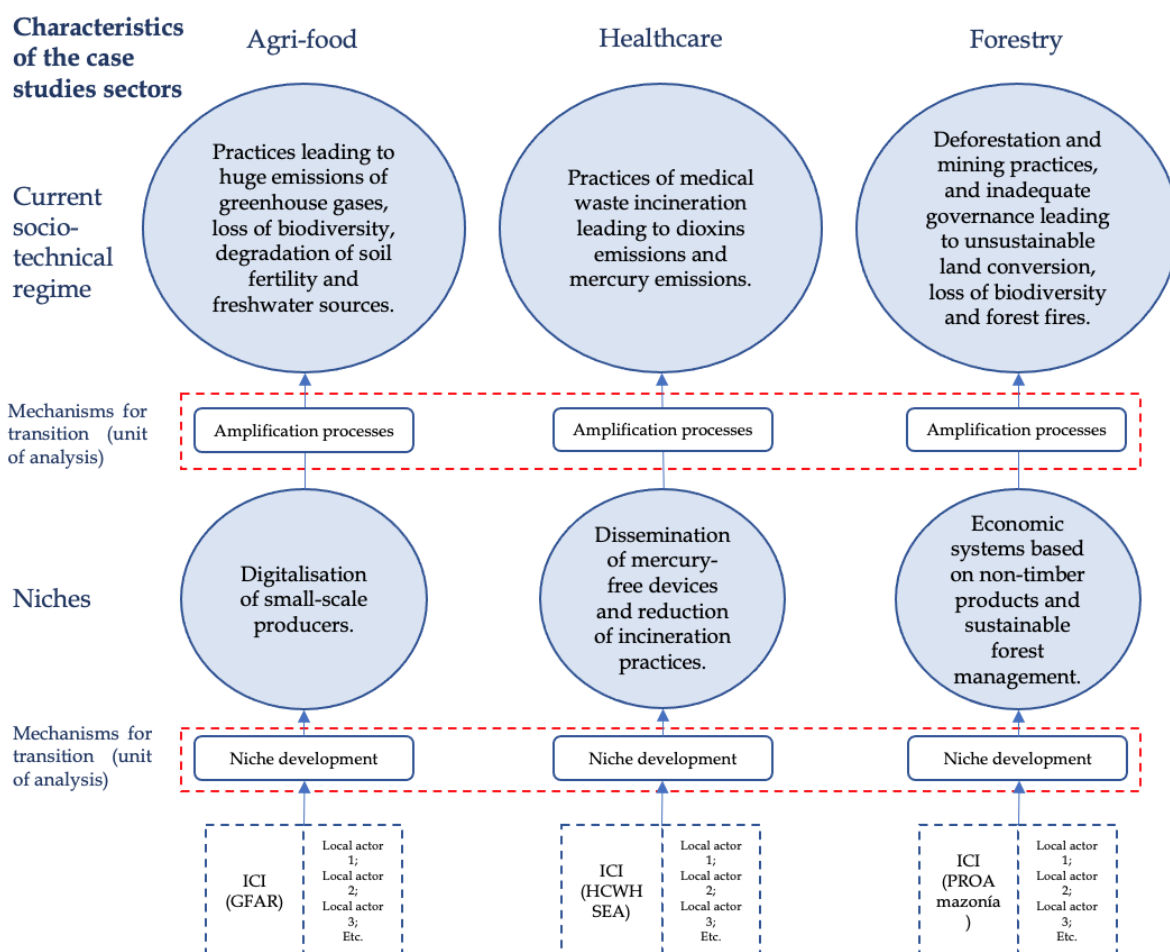 Characteristics
of the case
studies sectors
Agri-food
Healthcare
Forestry
Current
socio-
technical
regime
Practices leading to
huge emissions of
greenhouse gases,
loss of biodiversity,
degradation of soil
fertility and
freshwater sources.
Practices of medical
waste incineration
leading to dioxins
emissions and
mercury emissions.
Deforestation and
mining practices,
and inadequate
governance leading
to unsustainable
land conversion,
loss of biodiversity
and forest fires.
Mechanisms for
transition (unit
of analysis)
Amplification processes
Amplification processes
Amplification processes
Niches
Digitalisation
of small-scale
producers.
Dissemination
of mercury-
free devices
and reduction
of incineration
practices.
Economic
systems based
on non-timber
products and
sustainable
forest
management.
Mechanisms for
transition (unit
of analysis)
Niche development
Niche development
Niche development
ICI
(GFAR)
Local actor
1;
Local actor
2;
Local actor
3;
Etc.
ICI
(HCWH
SEA)
Local actor
1;
Local actor
2;
Local actor
3;
Etc.
ICI
(PROA
mazonía
)
Local actor
1;
Local actor
2;
Local actor
3;
Etc.